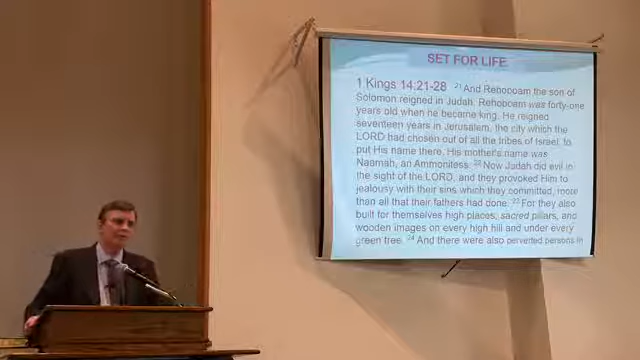 SET FOR LIFE
1 Kings 14:21-28 21 And Rehoboam the son of
Solomon reigned in Judah. Rehoboam was forty-one
years old when he became king. He reigned
seventeen years in Jerusalem, the city which the
LORD had chosen out of all the tribes of Israel, to
put His name there. His mother's name was
Naamah, an Ammonitess. 22 Now Judah did evil in
the sight of the LORD, and they provoked Him to
jealousy with their sins which they committed, more
than all that their fathers had done. 23 For they also
built for themselves high places, sacred pillars, and
wooden images on every high hill and under every
green tree. 24 And there were also perverted persons in